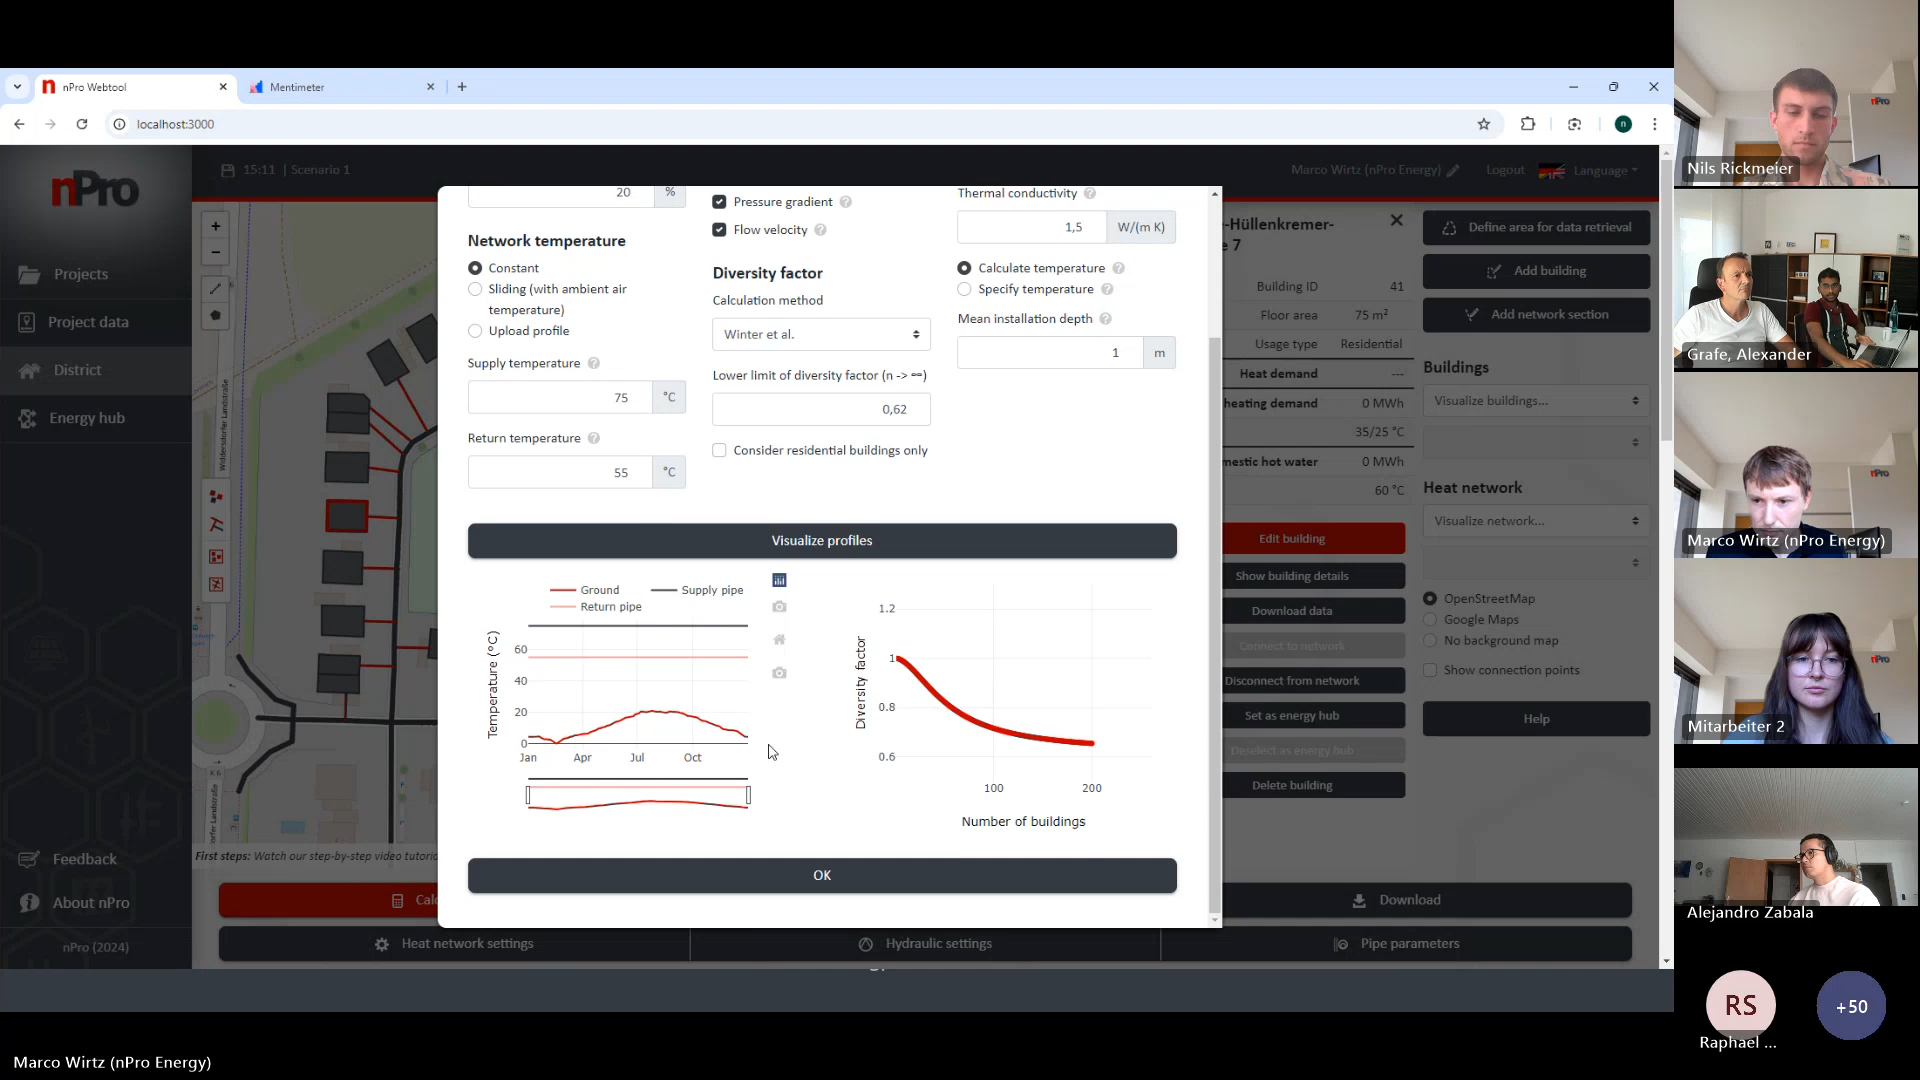 nPro Webtool
Mentimeter
localhost:3000
nPro
15:11 | Scenario 1
Marco Wirtz (nPro Energy)
Logout
Language
Projects
Project data
District
Energy hub
Feedback
About nPro
nPro (2024)
Widdersdorfer Landstraße
K 6
First steps: Watch our step-by-step video tutoria
20 %
Network temperature
Constant
Sliding (with ambient air
temperature)
Upload profile
Supply temperature
75 °C
Return temperature
55 °C
Pressure gradient
Flow velocity
Diversity factor
Calculation method
Winter et al.
Lower limit of diversity factor (n -> ∞)
0,62
Consider residential buildings only
Thermal conductivity
1,5 W/(m K)
Calculate temperature
Specify temperature
Mean installation depth
1 m
Visualize profiles
Ground
Supply pipe
Return pipe
Temperature (°C)
60
40
20
0
Jan Apr Jul Oct
Diversity factor
1.2
1
0.8
0.6
100 200
Number of buildings
OK
-Hüllenkremer-
e 7
Building ID 41
Floor area 75 m²
Usage type Residential
Heat demand ---
heating demand 0 MWh
35/25 °C
mestic hot water 0 MWh
60 °C
Edit building
Show building details
Download data
Connect to network
Disconnect from network
Set as energy hub
Deselect as energy hub
Delete building
Define area for data retrieval
Add building
Add network section
Buildings
Visualize buildings...
Heat network
Visualize network...
OpenStreetMap
Google Maps
No background map
Show connection points
Help
Calc
Download
Heat network settings
Hydraulic settings
Pipe parameters
Nils Rickmeier
Grafe, Alexander
Marco Wirtz (nPro Energy)
Mitarbeiter 2
Alejandro Zabala
RS
Raphael ...
+50
Marco Wirtz (nPro Energy)